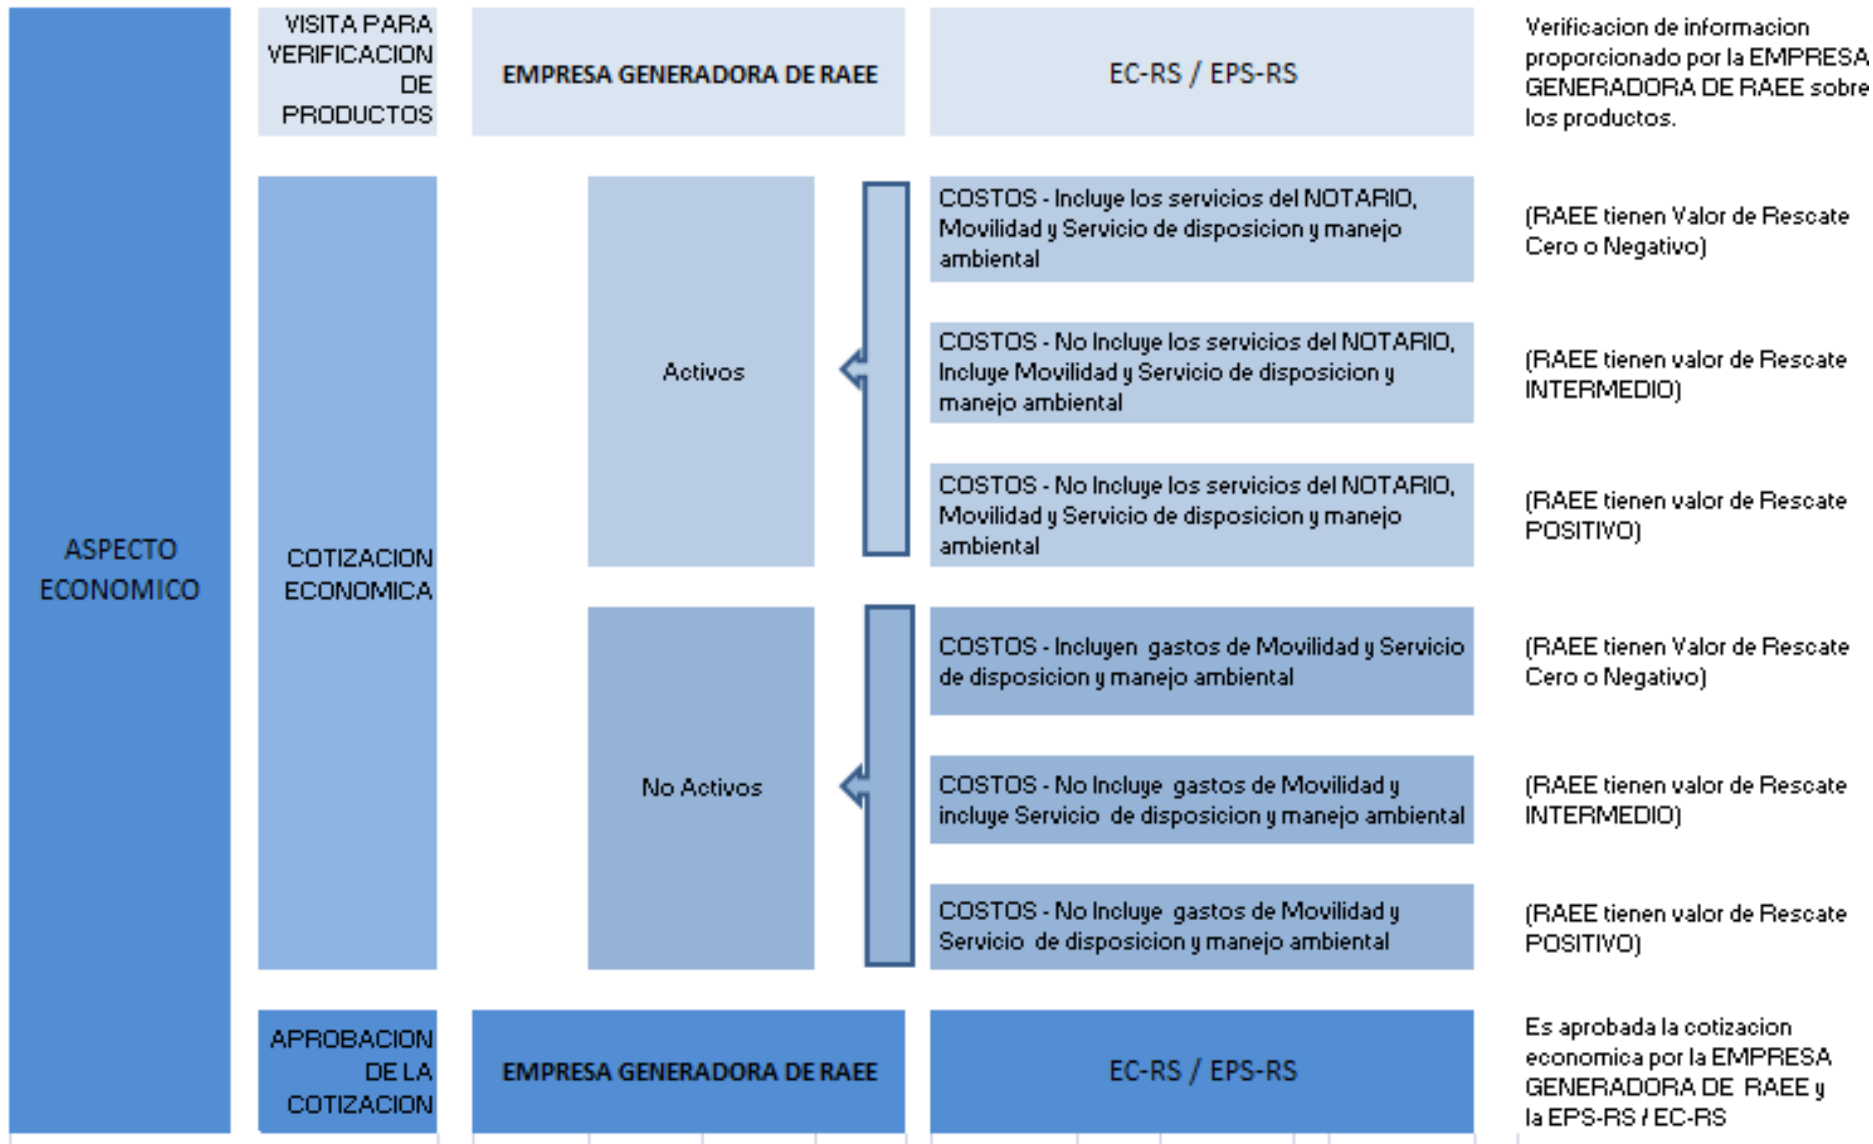 VISITA PARA
VERIFICACION
DE
PRODUCTOS
EMPRESA GENERADORA DE RAEE
EC-RS / EPS-RS
Verificacion de informacion
proporcionado por la EMPRESA
GENERADORA DE RAEE sobre
los productos.
ASPECTO
ECONOMICO
COTIZACION
ECONOMICA
Activos
COSTOS - Incluye los servicios del NOTARIO,
Movilidad y Servicio de disposicion y manejo
ambiental
(RAEE tienen Valor de Rescate
Cero o Negativo)
COSTOS - No Incluye los servicios del NOTARIO,
Incluye Movilidad y Servicio de disposicion y
manejo ambiental
(RAEE tienen valor de Rescate
INTERMEDIO)
COSTOS - No Incluye los servicios del NOTARIO,
Movilidad y Servicio de disposicion y manejo
ambiental
(RAEE tienen valor de Rescate
POSITIVO)
No Activos
COSTOS - Incluyen gastos de Movilidad y Servicio
de disposicion y manejo ambiental
(RAEE tienen Valor de Rescate
Cero o Negativo)
COSTOS - No Incluye gastos de Movilidad y
incluye Servicio de disposicion y manejo ambiental
(RAEE tienen valor de Rescate
INTERMEDIO)
COSTOS - No Incluye gastos de Movilidad y
Servicio de disposicion y manejo ambiental
(RAEE tienen valor de Rescate
POSITIVO)
APROBACION
DE LA
COTIZACION
EMPRESA GENERADORA DE RAEE
EC-RS / EPS-RS
Es aprobada la cotizacion
economica por la EMPRESA
GENERADORA DE RAEE y
la EPS-RS / EC-RS